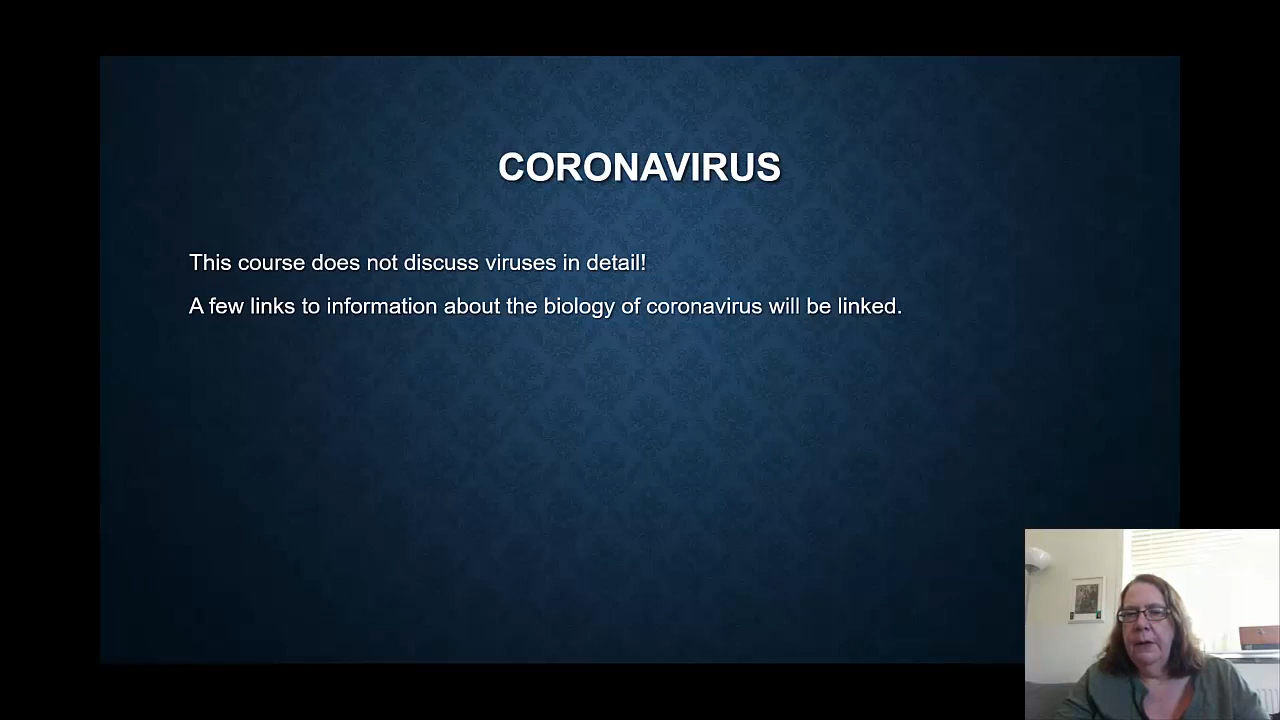 CORONAVIRUS
This course does not discuss viruses in detail!
A few links to information about the biology of coronavirus will be linked.